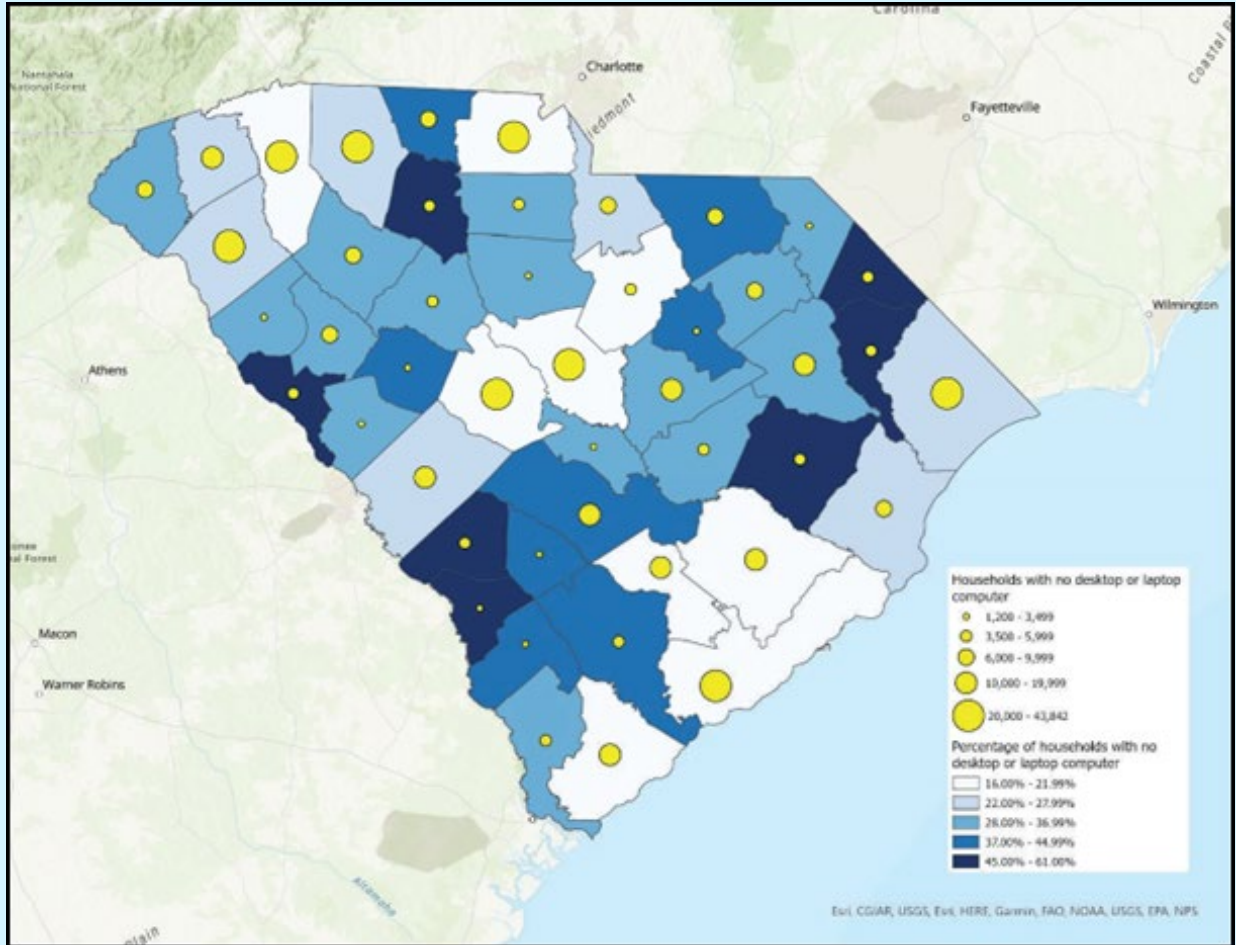 Carolina
Coastal Pl
Nantahala
National Forest
Charlotte
Piedmont
Fayetteville
Wilmington
Athens
Macon
Warner Robins
Altamaha
Plain
Households with no desktop or laptop
computer
1,200 - 3,499
3,500 - 5,999
6,000 - 9,999
10,000 - 19,999
20,000 - 43,842
Percentage of households with no
desktop or laptop computer
16.00% - 21.99%
22.00% - 27.99%
28.00% - 36.99%
37.00% - 44.99%
45.00% - 61.00%
Esri, CGIAR, USGS, Esri, HERE, Garmin, FAO, NOAA, USGS, EPA, NPS